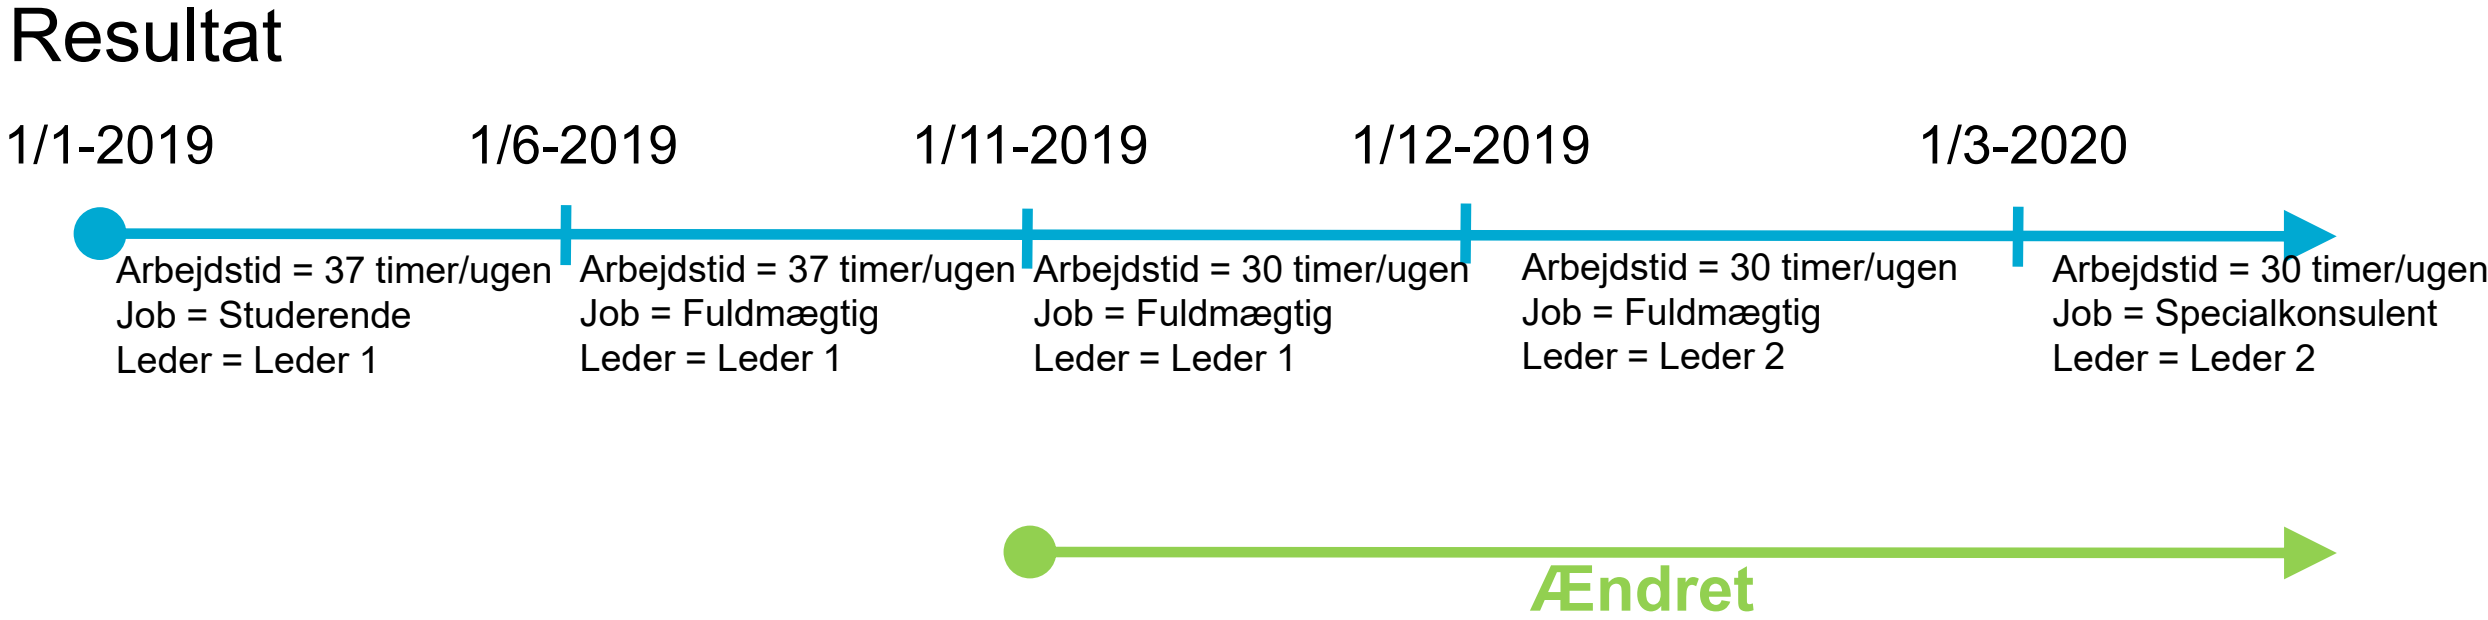 Resultat
1/1-2019
1/6-2019
1/11-2019
1/12-2019
1/3-2020
Arbejdstid = 37 timer/ugen
Job = Studerende
Leder = Leder 1
Arbejdstid = 37 timer/ugen
Job = Fuldmægtig
Leder = Leder 1
Arbejdstid = 30 timer/ugen
Job = Fuldmægtig
Leder = Leder 1
Arbejdstid = 30 timer/ugen
Job = Fuldmægtig
Leder = Leder 2
Arbejdstid = 30 timer/ugen
Job = Specialkonsulent
Leder = Leder 2
Ændret